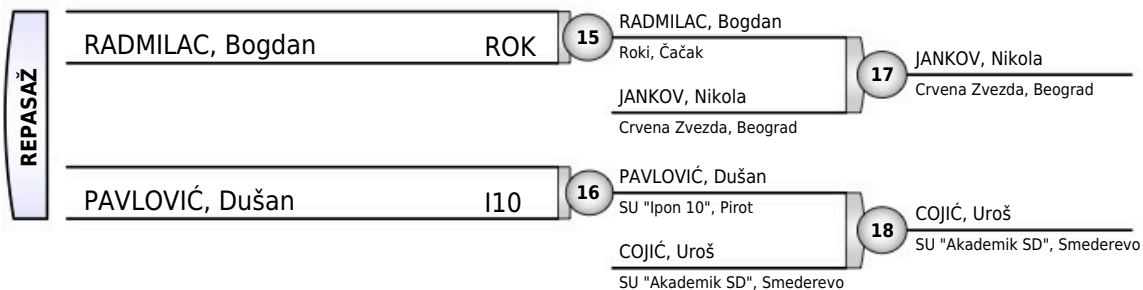 REPASAŽ
RADMILAC, Bogdan ROK
15
RADMILAC, Bogdan
Roki, Čačak
JANKOV, Nikola
Crvena Zvezda, Beograd
17
JANKOV, Nikola
Crvena Zvezda, Beograd
PAVLOVIĆ, Dušan I10
16
PAVLOVIĆ, Dušan
SU "Ipon 10", Pirot
COJIĆ, Uroš
SU "Akademik SD", Smederevo
18
COJIĆ, Uroš
SU "Akademik SD", Smederevo